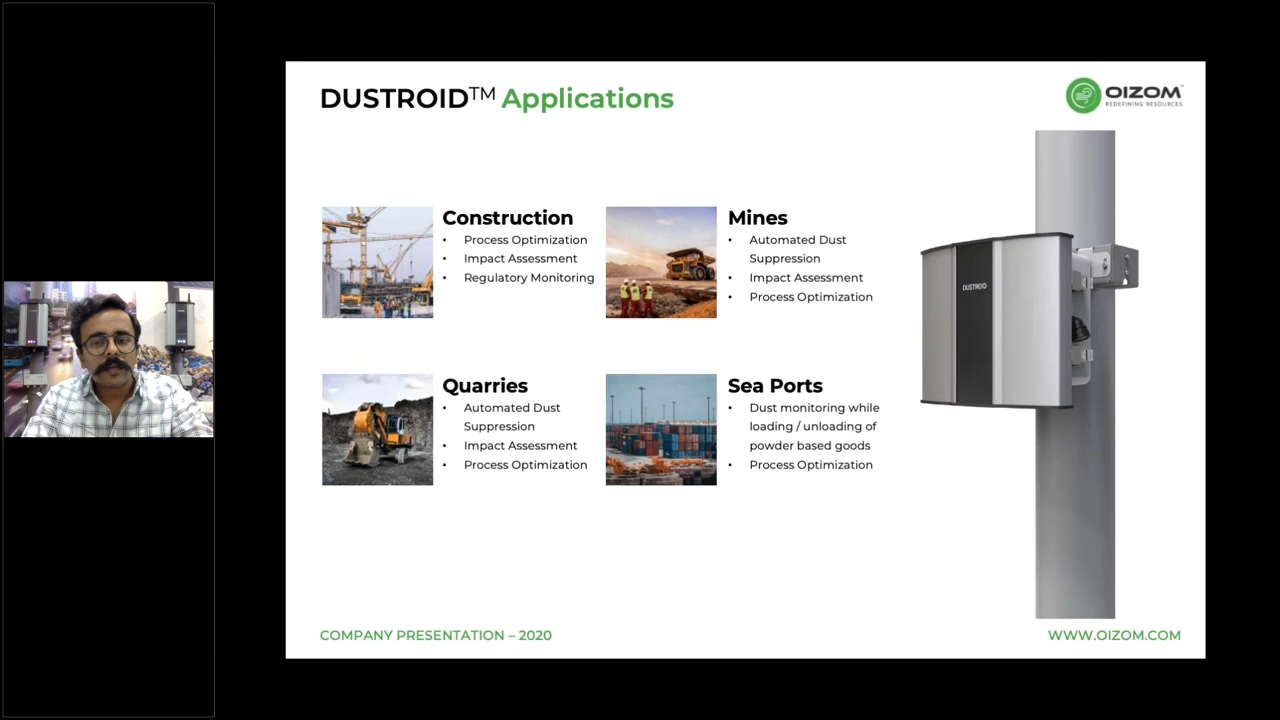 DUSTROID™ Applications
OIZOM™
REDEFINING RESOURCES
Construction
• Process Optimization
• Impact Assessment
• Regulatory Monitoring
Mines
• Automated Dust
Suppression
• Impact Assessment
• Process Optimization
DUSTROID
Quarries
• Automated Dust
Suppression
• Impact Assessment
• Process Optimization
Sea Ports
• Dust monitoring while
loading / unloading of
powder based goods
• Process Optimization
COMPANY PRESENTATION – 2020
WWW.OIZOM.COM